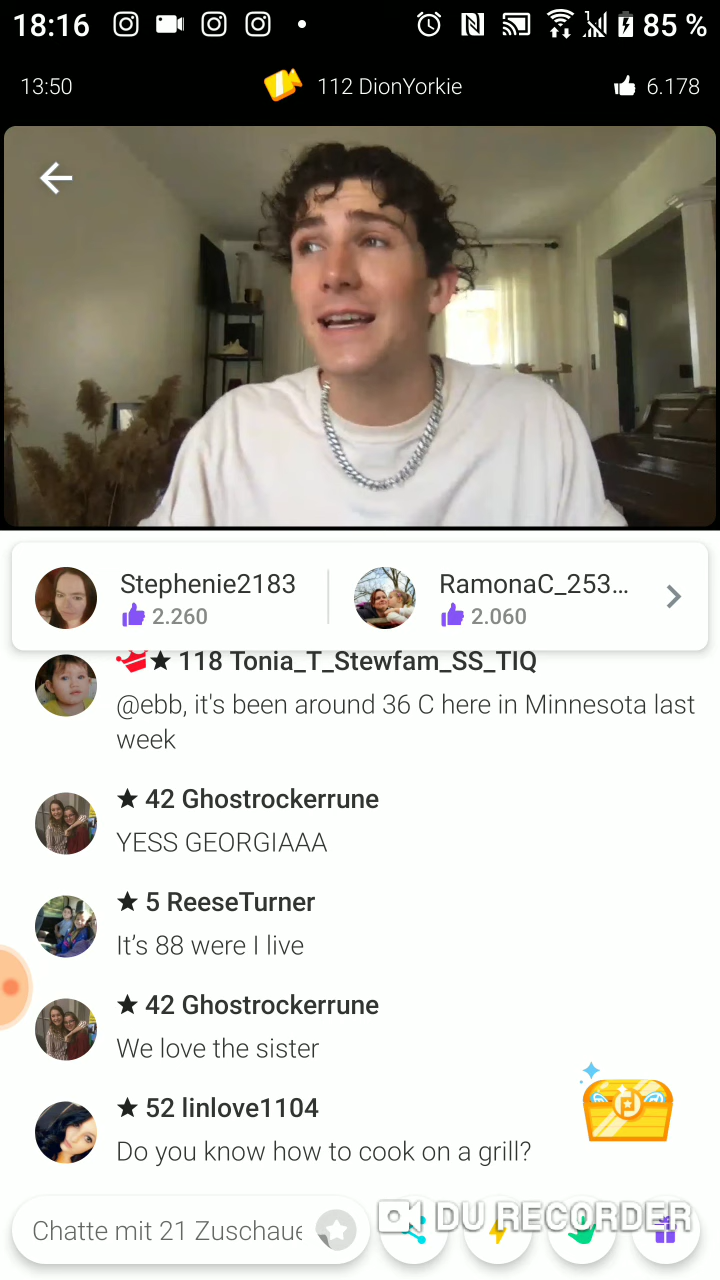 18:16 85 %
13:50 112 DionYorkie 6.178
Stephenie2183 RamonaC_253...
2.260 2.060
118 Tonia_T_Stewfam_SS_TIQ
@ebb, it's been around 36 C here in Minnesota last
week
42 Ghostrockerrune
YESS GEORGIAAA
5 ReeseTurner
It's 88 were I live
42 Ghostrockerrune
We love the sister
52 linlove1104
Do you know how to cook on a grill?
Chatte mit 21 Zuschaue
DU RECORDER